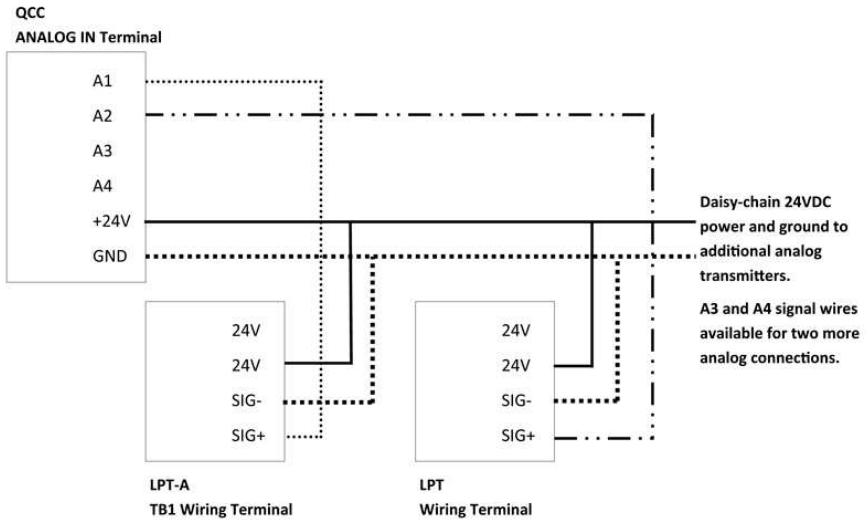 QCC
ANALOG IN Terminal
A1
A2
A3
A4
+24V
GND
Daisy-chain 24VDC
power and ground to
additional analog
transmitters.
A3 and A4 signal wires
available for two more
analog connections.
24V
24V
SIG-
SIG+
LPT-A
TB1 Wiring Terminal
24V
24V
SIG-
SIG+
LPT
Wiring Terminal